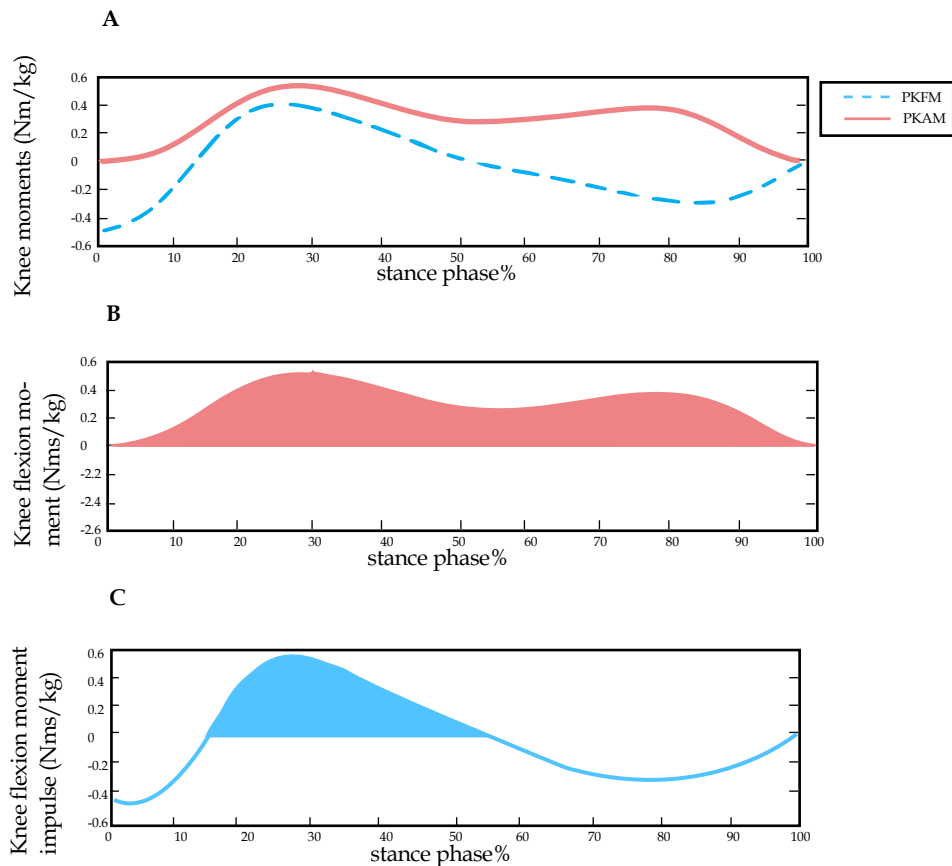 A
Knee moments (Nm/kg)
0.6
0.4
0.2
0
-0.2
-0.4
-0.6
0 10 20 30 40 50 60 70 80 90 100
stance phase%
PKFM
PKAM
B
Knee flexion mo-
ment (Nms/kg)
0.6
0.4
0.2
0
-2.2
-2.4
-2.6
0 10 20 30 40 50 60 70 80 90 100
stance phase%
C
Knee flexion moment
impulse (Nms/kg)
0.6
0.4
0.2
0
-0.2
-0.4
-0.6
0 10 20 30 40 50 60 70 80 90 100
stance phase%